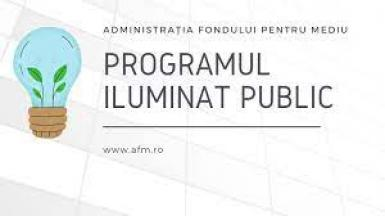 ADMINISTRAȚIA FONDULUI PENTRU MEDIU
PROGRAMUL
ILUMINAT PUBLIC
www.afm.ro